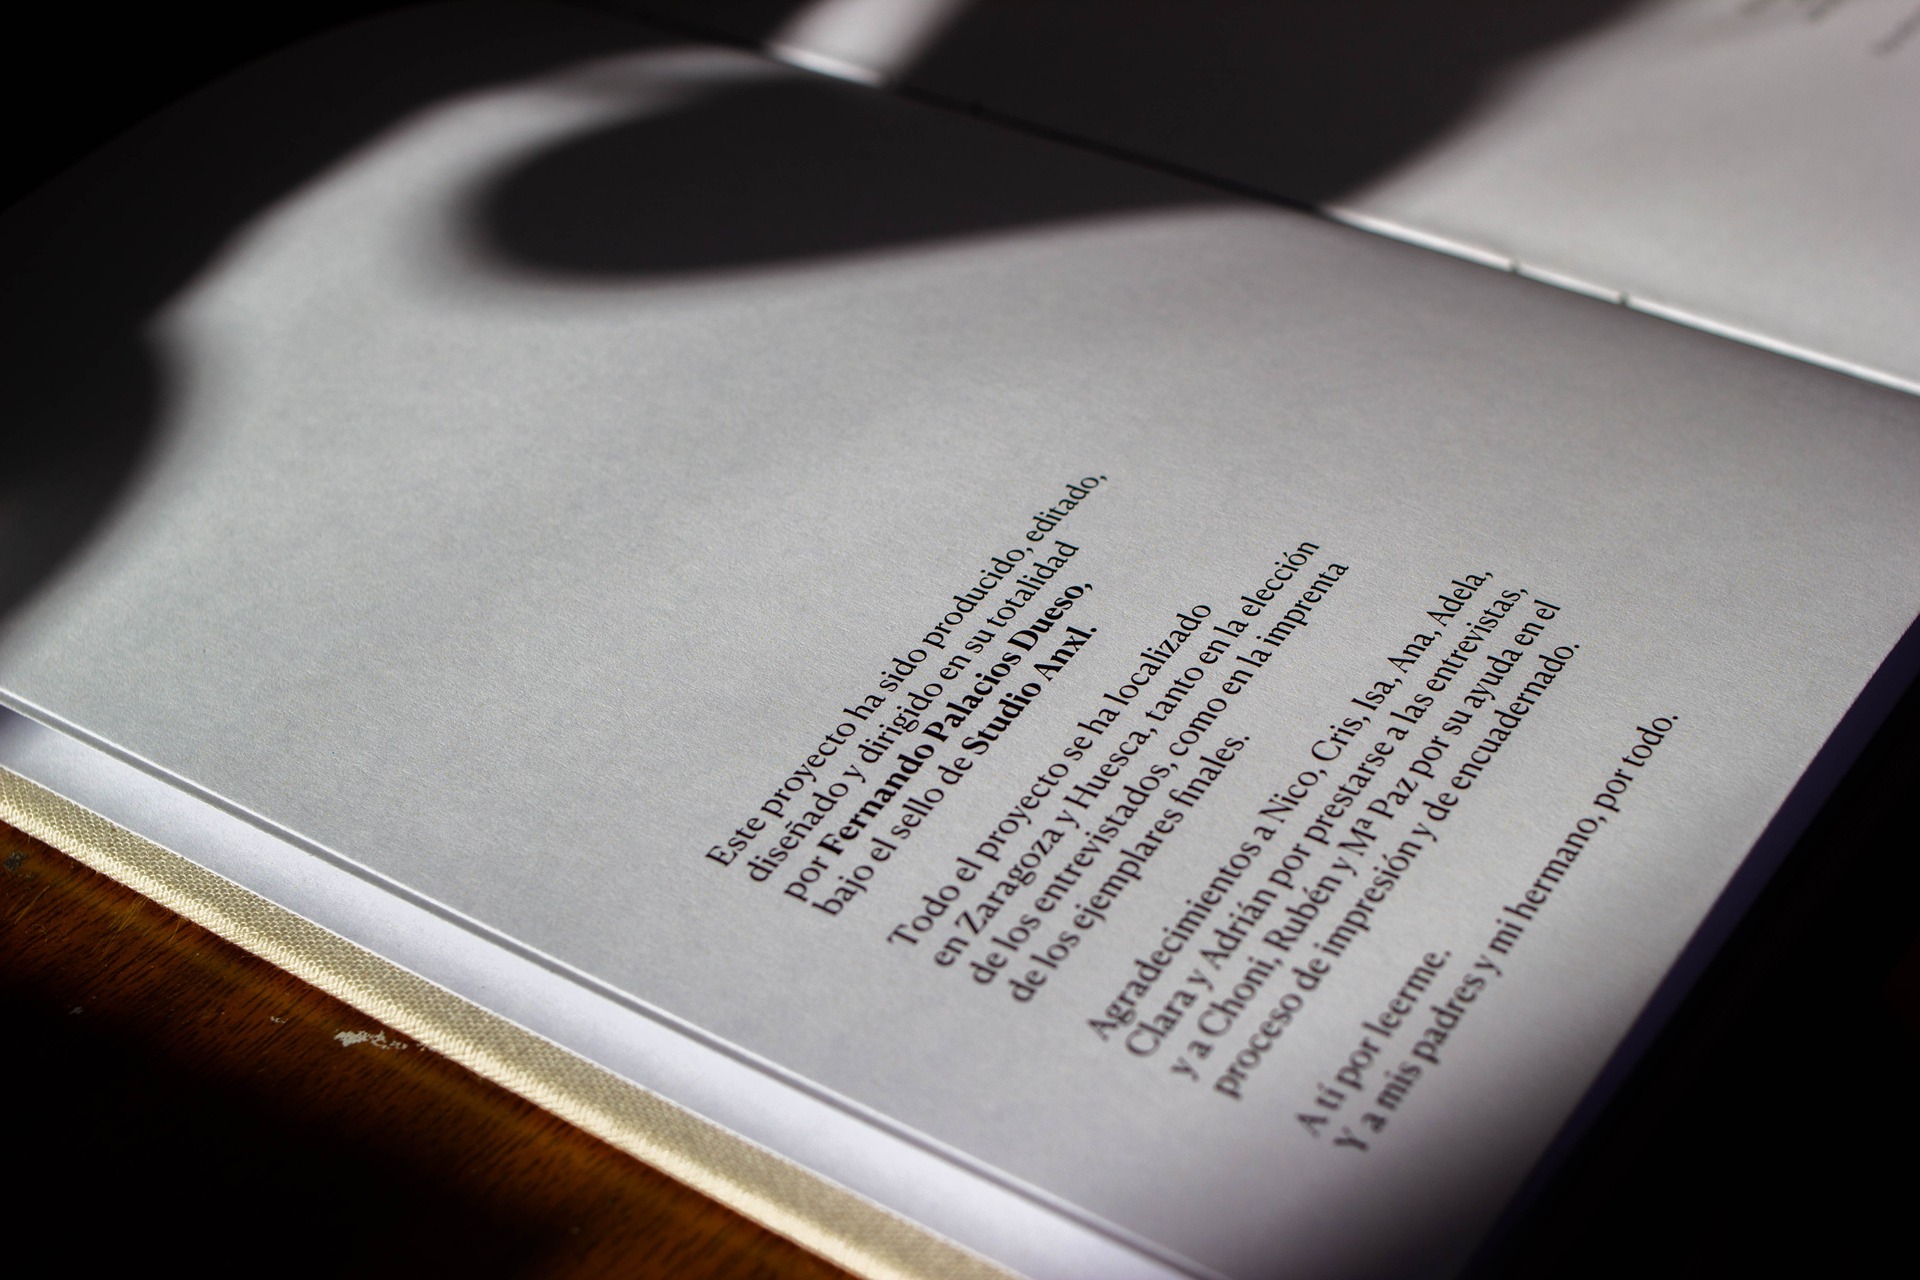 Este proyecto ha sido producido, editado,
diseñado y dirigido en su totalidad
por Fernando Palacios Dueso,
bajo el sello de Studio Anxl.
Todo el proyecto se ha localizado
en Zaragoza y Huesca, tanto en la elección
de los entrevistados, como en la imprenta
de los ejemplares finales.
Agradecimientos a Nico, Cris, Isa, Ana, Adela,
Clara y Adrián por prestarse a las entrevistas,
y a Choni, Rubén y Mª Paz por su ayuda en el
proceso de impresión y de encuadernado.
A tí por leerme.
Y a mis padres y mi hermano, por todo.